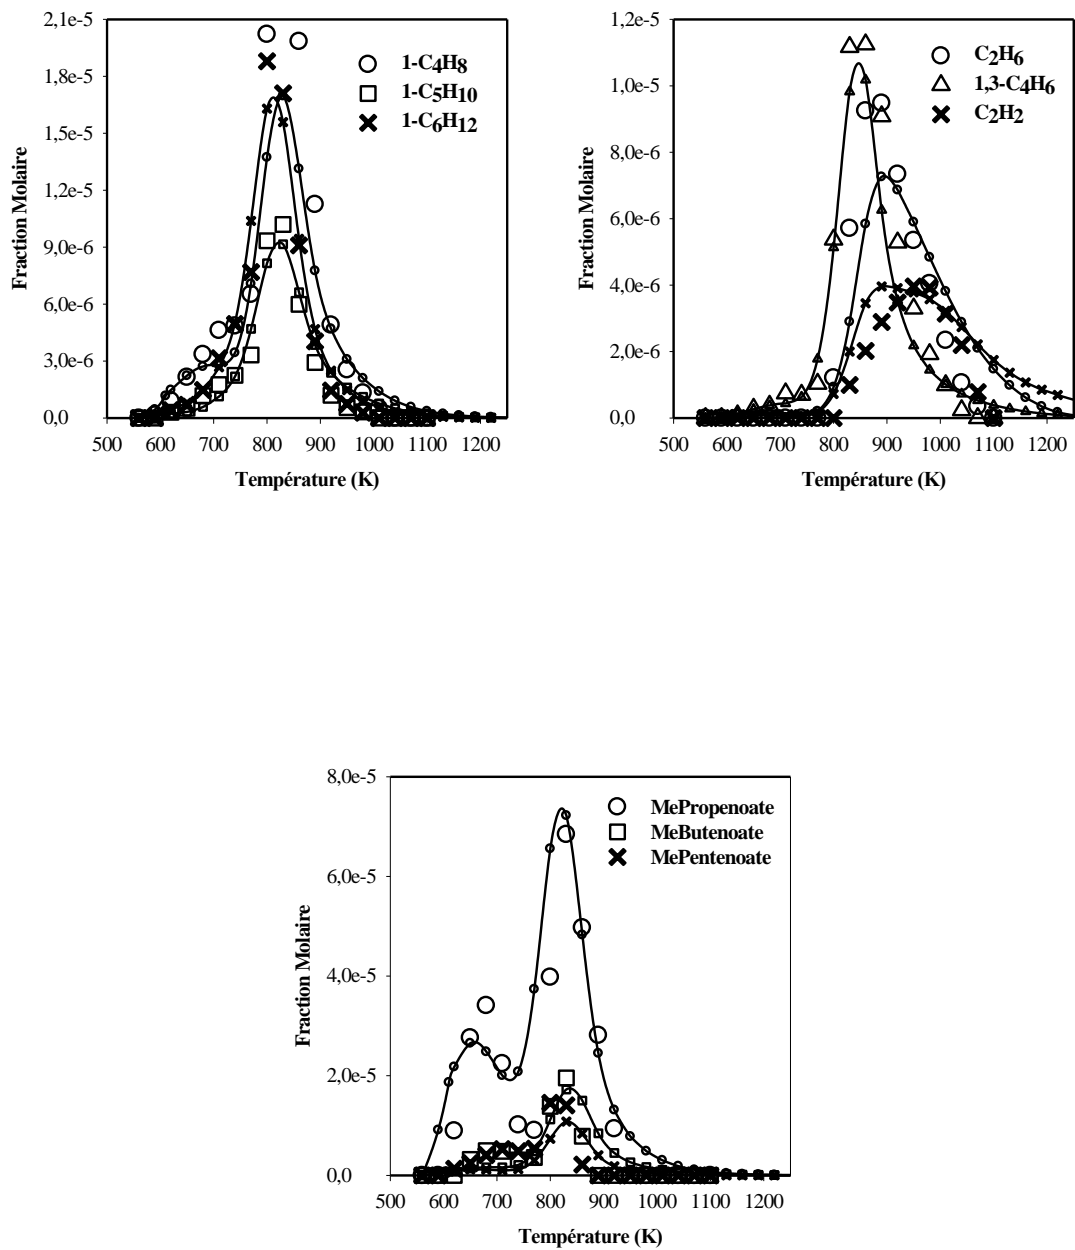 2,1e-5
1,8e-5
1,5e-5
1,2e-5
9,0e-6
6,0e-6
3,0e-6
0,0
Fraction Molaire
1-C4H8
1-C5H10
1-C6H12
500 600 700 800 900 1000 1100 1200
Température (K)
1,2e-5
1,0e-5
8,0e-6
6,0e-6
4,0e-6
2,0e-6
0,0
Fraction Molaire
C2H6
1,3-C4H6
C2H2
500 600 700 800 900 1000 1100 1200
Température (K)
8,0e-5
6,0e-5
4,0e-5
2,0e-5
0,0
Fraction Molaire
MePropenoate
MeButenoate
MePentenoate
500 600 700 800 900 1000 1100 1200
Température (K)